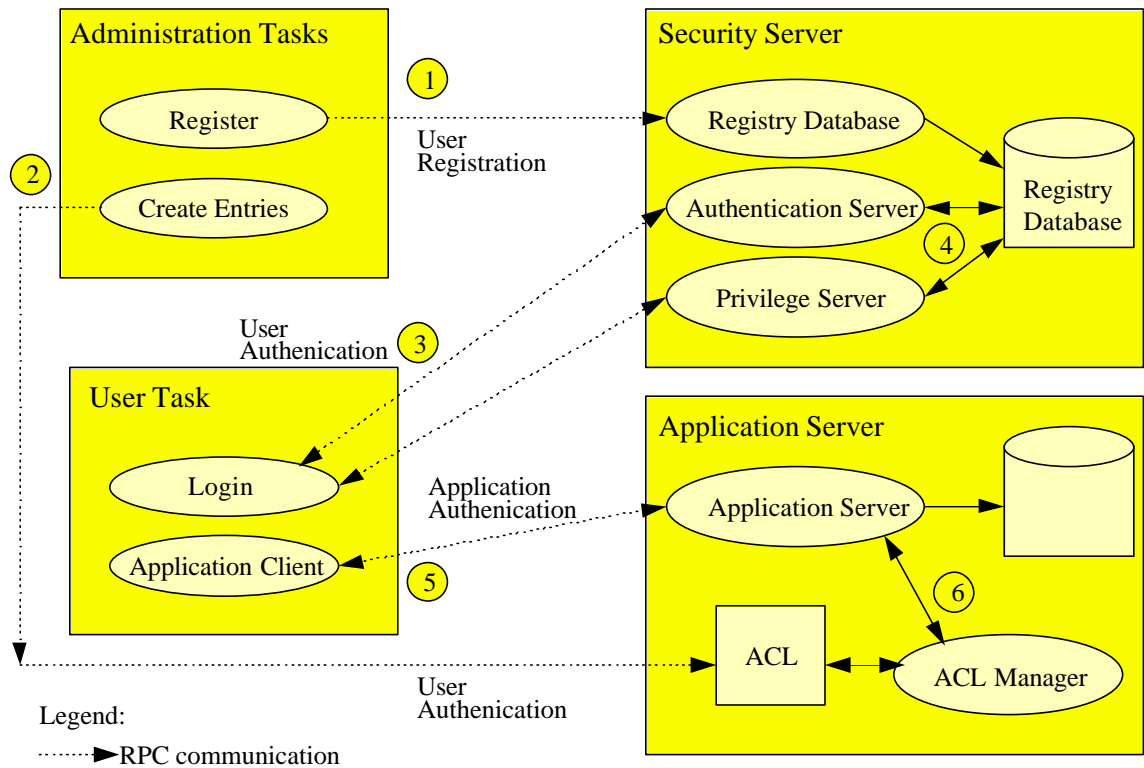 Administration Tasks
Register
Create Entries
1
User
Registration
2
Security Server
Registry Database
Authentication Server
Privilege Server
Registry
Database
4
User
Authenication
3
User Task
Login
Application Client
Application
Authenication
5
Application Server
Application Server
6
ACL
ACL Manager
User
Authenication
Legend:
RPC communication